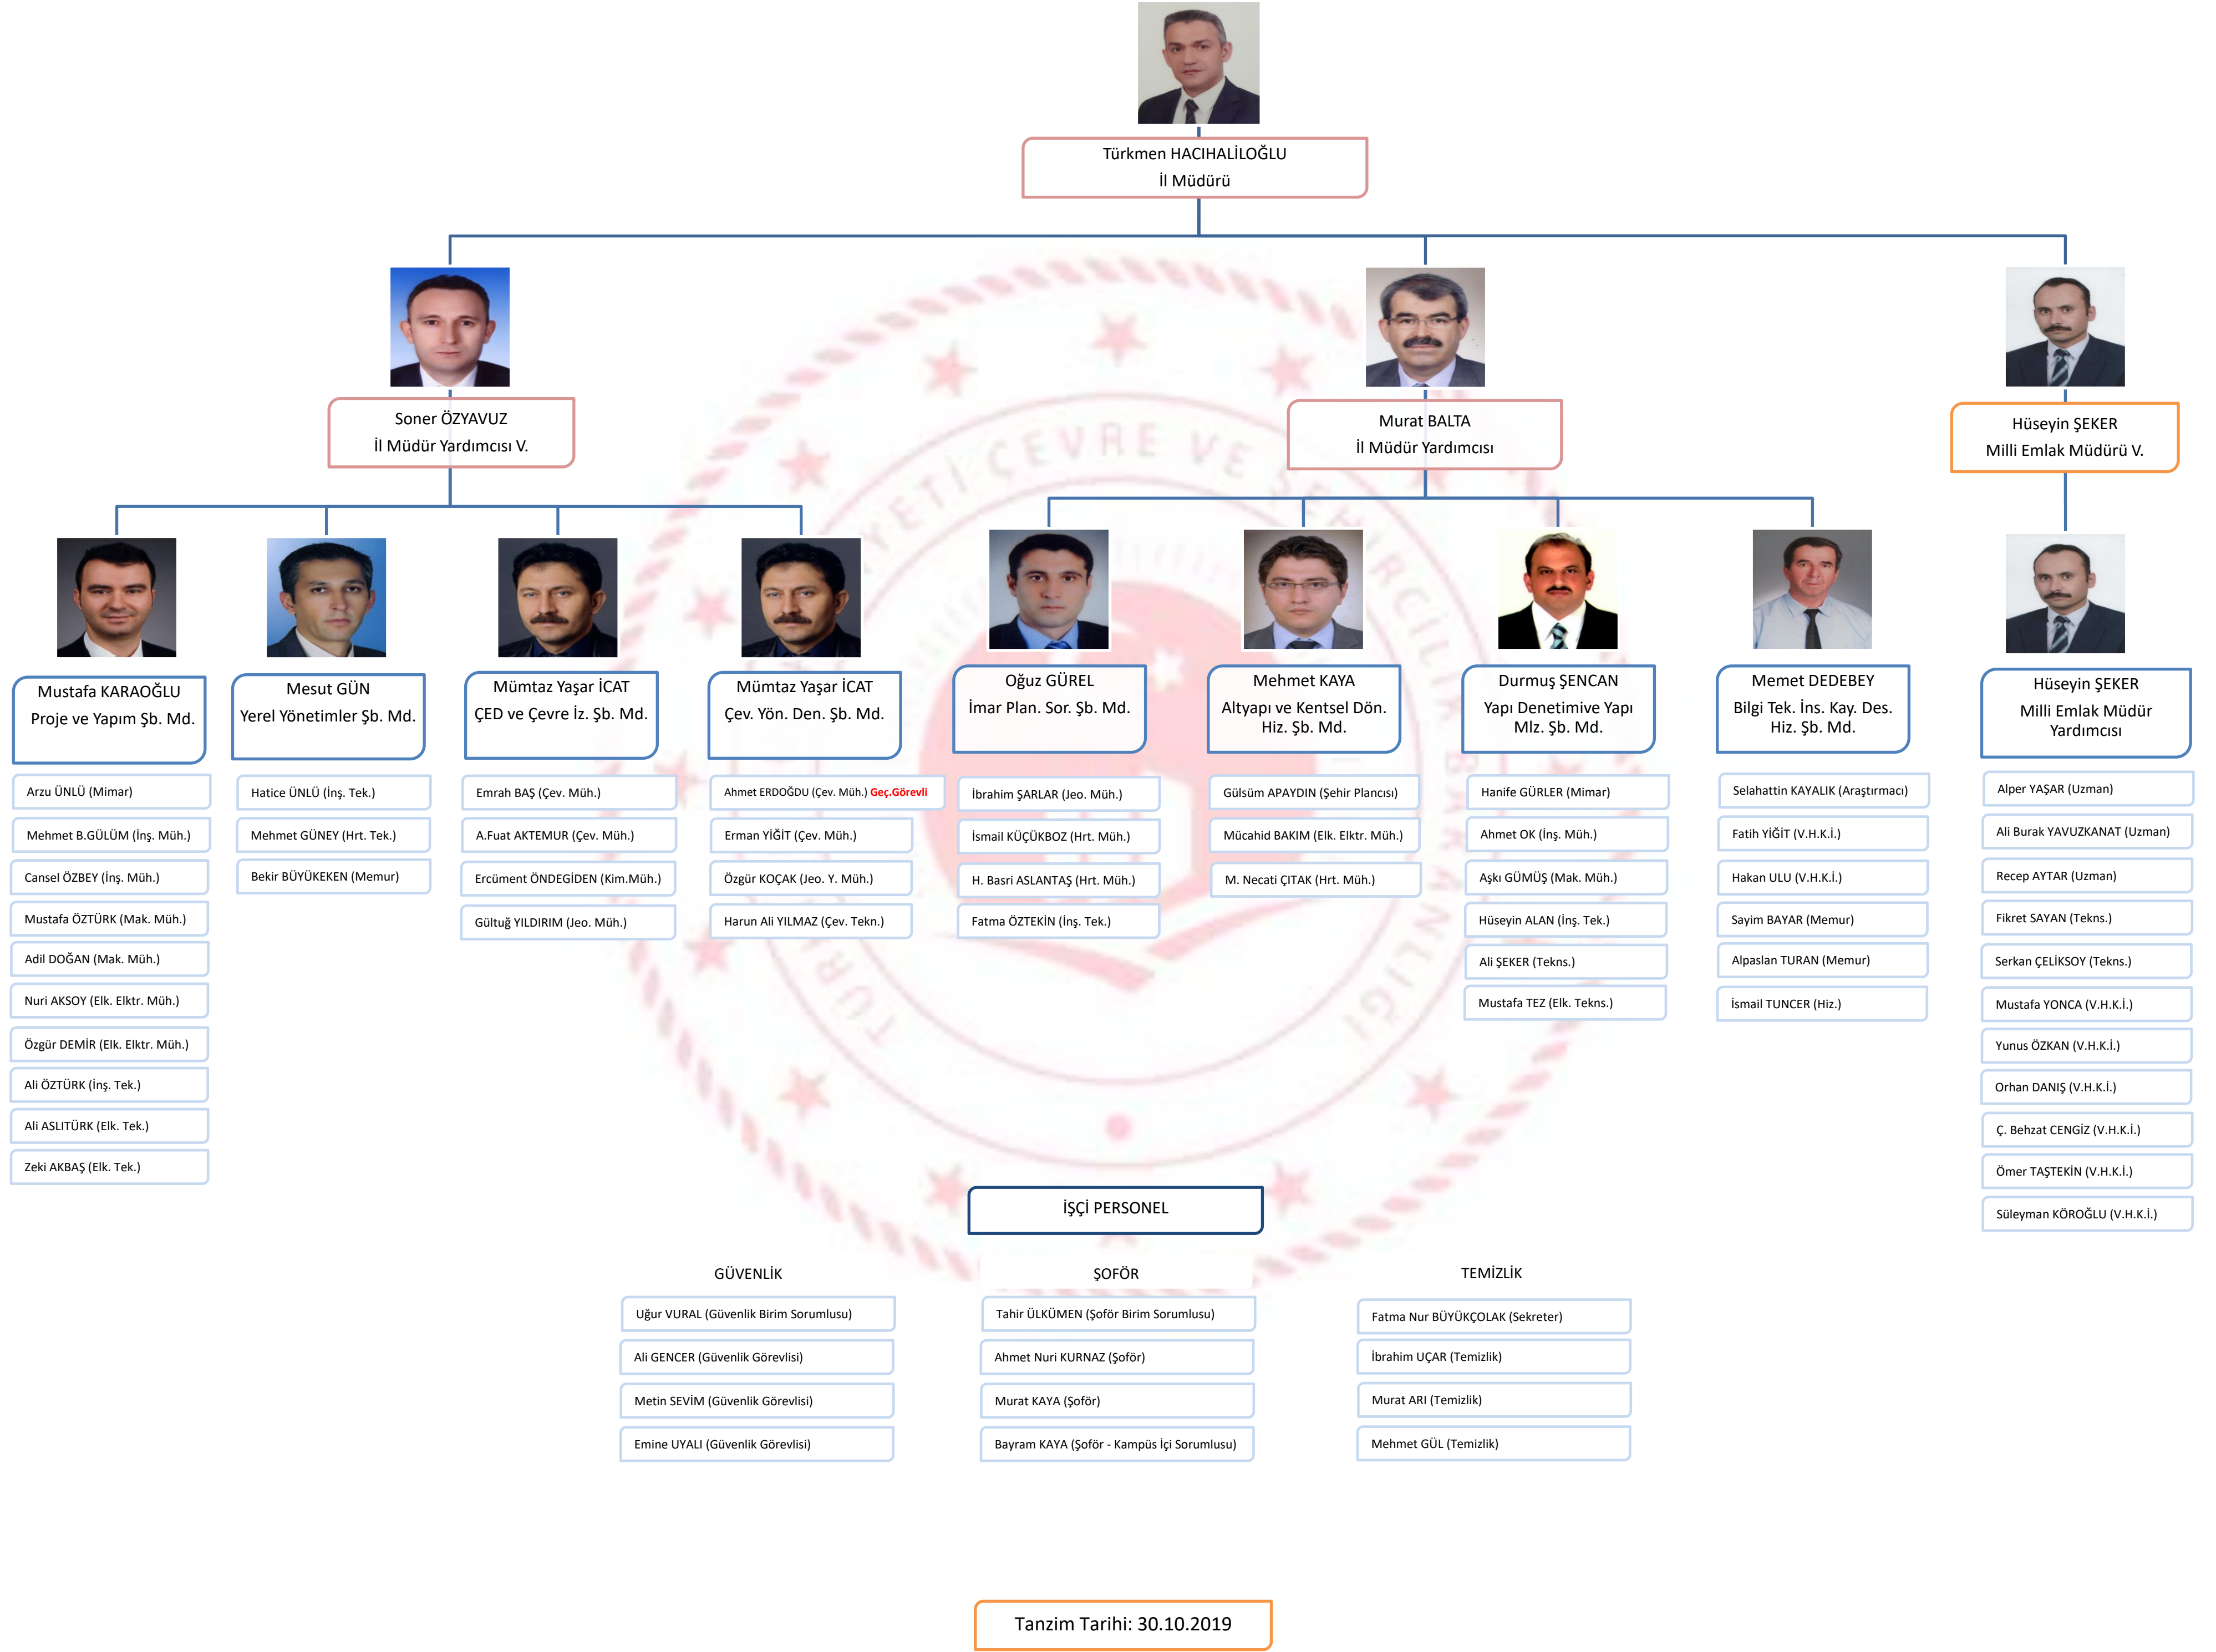 Türkmen HACIHALİLOĞLU
İl Müdürü
Soner ÖZYAVUZ
İl Müdür Yardımcısı V.
Murat BALTA
İl Müdür Yardımcısı
Hüseyin ŞEKER
Milli Emlak Müdürü V.
Mustafa KARAOĞLU
Proje ve Yapım Şb. Md.
Mesut GÜN
Yerel Yönetimler Şb. Md.
Mümtaz Yaşar İCAT
ÇED ve Çevre İz. Şb. Md.
Mümtaz Yaşar İCAT
Çev. Yön. Den. Şb. Md.
Oğuz GÜREL
İmar Plan. Sor. Şb. Md.
Mehmet KAYA
Altyapı ve Kentsel Dön.
Hiz. Şb. Md.
Durmuş ŞENCAN
Yapı Denetimive Yapı
Mlz. Şb. Md.
Memet DEDEBEY
Bilgi Tek. İns. Kay. Des.
Hiz. Şb. Md.
Hüseyin ŞEKER
Milli Emlak Müdür
Yardımcısı
Arzu ÜNLÜ (Mimar)
Mehmet B.GÜLÜM (İnş. Müh.)
Cansel ÖZBEY (İnş. Müh.)
Mustafa ÖZTÜRK (Mak. Müh.)
Adil DOĞAN (Mak. Müh.)
Nuri AKSOY (Elk. Elktr. Müh.)
Özgür DEMİR (Elk. Elktr. Müh.)
Ali ÖZTÜRK (İnş. Tek.)
Ali ASLITÜRK (Elk. Tek.)
Zeki AKBAŞ (Elk. Tek.)
Hatice ÜNLÜ (İnş. Tek.)
Mehmet GÜNEY (Hrt. Tek.)
Bekir BÜYÜKEKEN (Memur)
Emrah BAŞ (Çev. Müh.)
A.Fuat AKTEMUR (Çev. Müh.)
Ercüment ÖNDEGİDEN (Kim.Müh.)
Gültuğ YILDIRIM (Jeo. Müh.)
Ahmet ERDOĞDU (Çev. Müh.) Geç.Görevli
Erman YİĞİT (Çev. Müh.)
Özgür KOÇAK (Jeo. Y. Müh.)
Harun Ali YILMAZ (Çev. Tekn.)
İbrahim ŞARLAR (Jeo. Müh.)
İsmail KÜÇÜKBOZ (Hrt. Müh.)
H. Basri ASLANTAŞ (Hrt. Müh.)
Fatma ÖZTEKİN (İnş. Tek.)
Gülsüm APAYDIN (Şehir Plancısı)
Mücahid BAKIM (Elk. Elktr. Müh.)
M. Necati ÇITAK (Hrt. Müh.)
Hanife GÜRLER (Mimar)
Ahmet OK (İnş. Müh.)
Aşkı GÜMÜŞ (Mak. Müh.)
Hüseyin ALAN (İnş. Tek.)
Ali ŞEKER (Tekns.)
Mustafa TEZ (Elk. Tekns.)
Selahattin KAYALIK (Araştırmacı)
Fatih YİĞİT (V.H.K.İ.)
Hakan ULU (V.H.K.İ.)
Sayim BAYAR (Memur)
Alpaslan TURAN (Memur)
İsmail TUNCER (Hiz.)
Alper YAŞAR (Uzman)
Ali Burak YAVUZKANAT (Uzman)
Recep AYTAR (Uzman)
Fikret SAYAN (Tekns.)
Serkan ÇELİKSOY (Tekns.)
Mustafa YONCA (V.H.K.İ.)
Yunus ÖZKAN (V.H.K.İ.)
Orhan DANIŞ (V.H.K.İ.)
Ç. Behzat CENGİZ (V.H.K.İ.)
Ömer TAŞTEKİN (V.H.K.İ.)
Süleyman KÖROĞLU (V.H.K.İ.)
İŞÇİ PERSONEL
GÜVENLİK
Uğur VURAL (Güvenlik Birim Sorumlusu)
Ali GENCER (Güvenlik Görevlisi)
Metin SEVİM (Güvenlik Görevlisi)
Emine UYALI (Güvenlik Görevlisi)
ŞOFÖR
Tahir ÜLKÜMEN (Şoför Birim Sorumlusu)
Ahmet Nuri KURNAZ (Şoför)
Murat KAYA (Şoför)
Bayram KAYA (Şoför - Kampüs İçi Sorumlusu)
TEMİZLİK
Fatma Nur BÜYÜKÇOLAK (Sekreter)
İbrahim UÇAR (Temizlik)
Murat ARI (Temizlik)
Mehmet GÜL (Temizlik)
Tanzim Tarihi: 30.10.2019